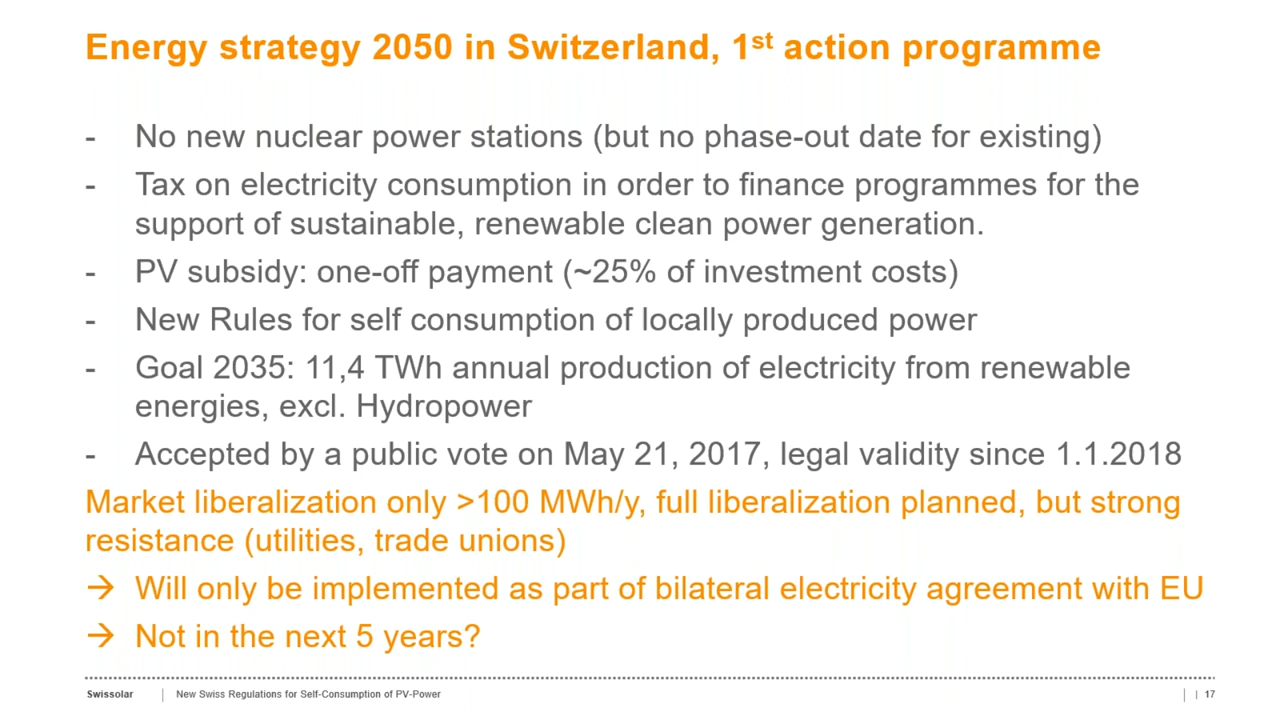 Energy strategy 2050 in Switzerland, 1st action programme
- No new nuclear power stations (but no phase-out date for existing)
- Tax on electricity consumption in order to finance programmes for the
support of sustainable, renewable clean power generation.
- PV subsidy: one-off payment (~25% of investment costs)
- New Rules for self consumption of locally produced power
- Goal 2035: 11,4 TWh annual production of electricity from renewable
energies, excl. Hydropower
- Accepted by a public vote on May 21, 2017, legal validity since 1.1.2018
Market liberalization only >100 MWh/y, full liberalization planned, but strong
resistance (utilities, trade unions)
→ Will only be implemented as part of bilateral electricity agreement with EU
→ Not in the next 5 years?
Swissolar | New Swiss Regulations for Self-Consumption of PV-Power | | 17